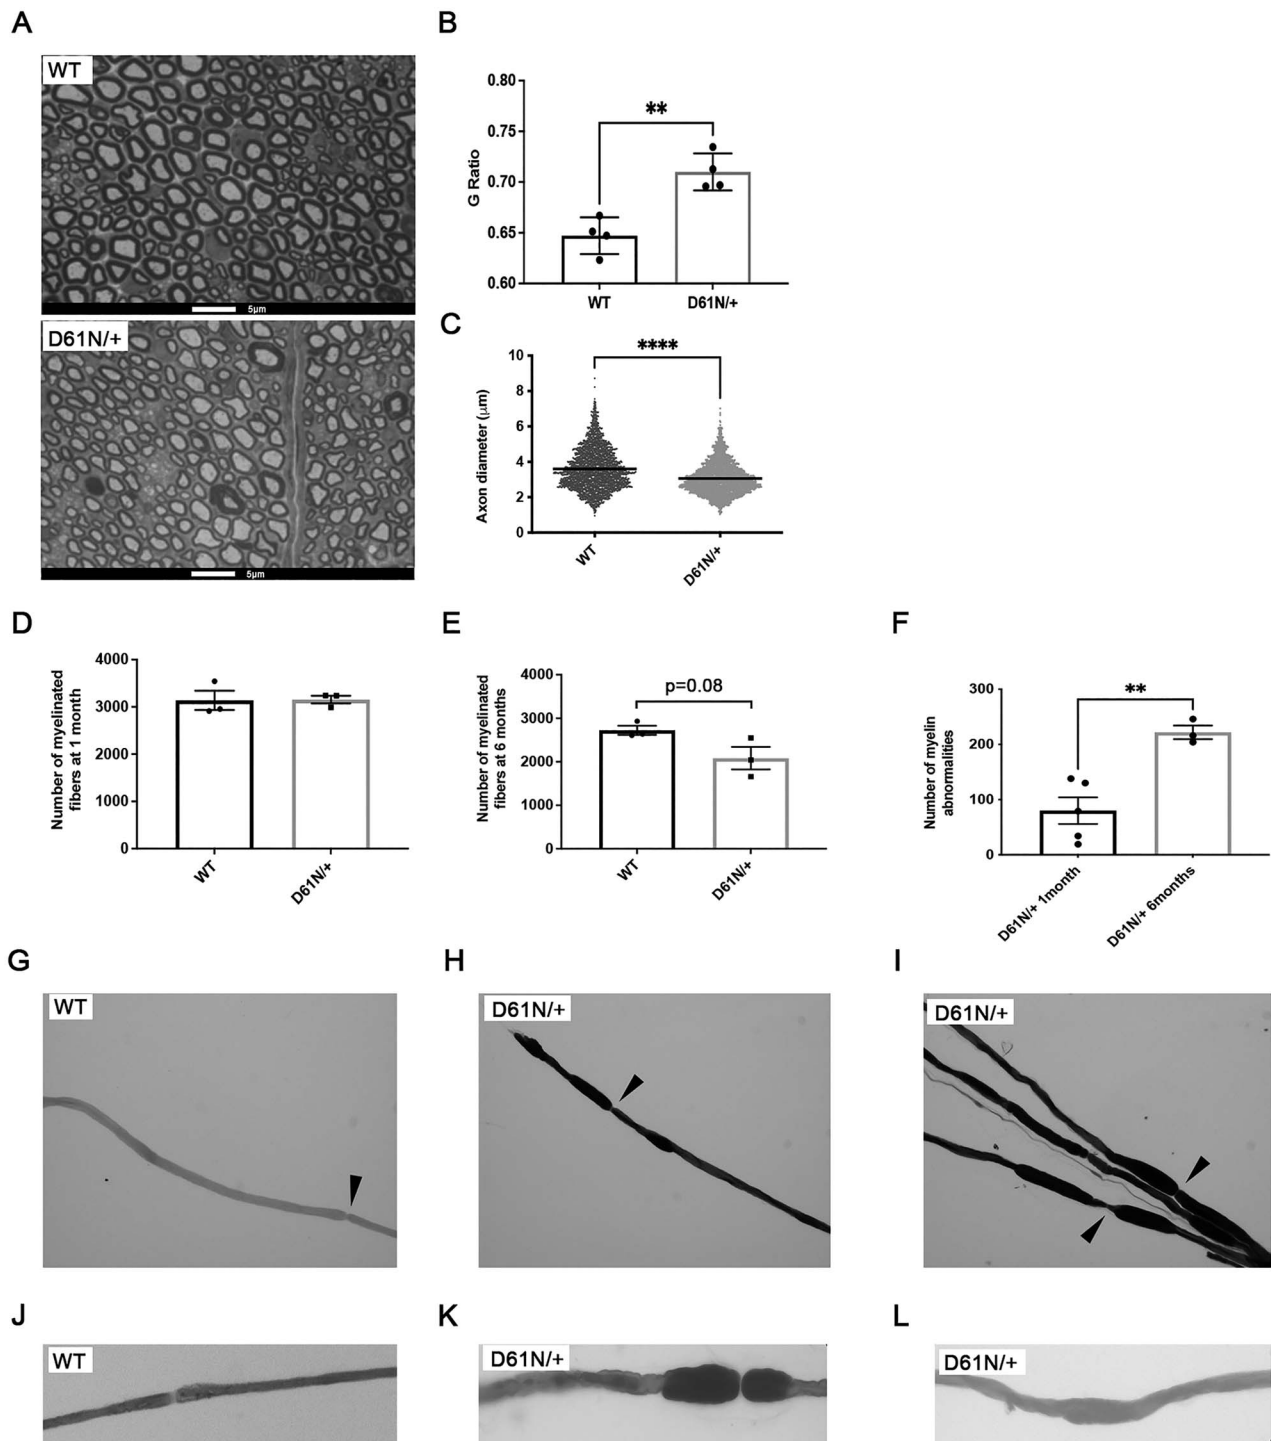 A
WT
5µm
D61N/+
5µm
B
0.80
0.75
0.70
0.65
0.60
G Ratio
**
WT
D61N/+
C
10
8
6
4
2
0
Axon diameter (µm)
****
WT
D61N/+
D
4000
3000
2000
1000
0
Number of myelinated
fibers at 1 month
WT
D61N/+
E
4000
3000
2000
1000
0
Number of myelinated
fibers at 6 months
p=0.08
WT
D61N/+
F
300
200
100
0
Number of myelin
abnormalities
**
D61N/+ 1month
D61N/+ 6months
G
WT
H
D61N/+
I
D61N/+
J
WT
K
D61N/+
L
D61N/+